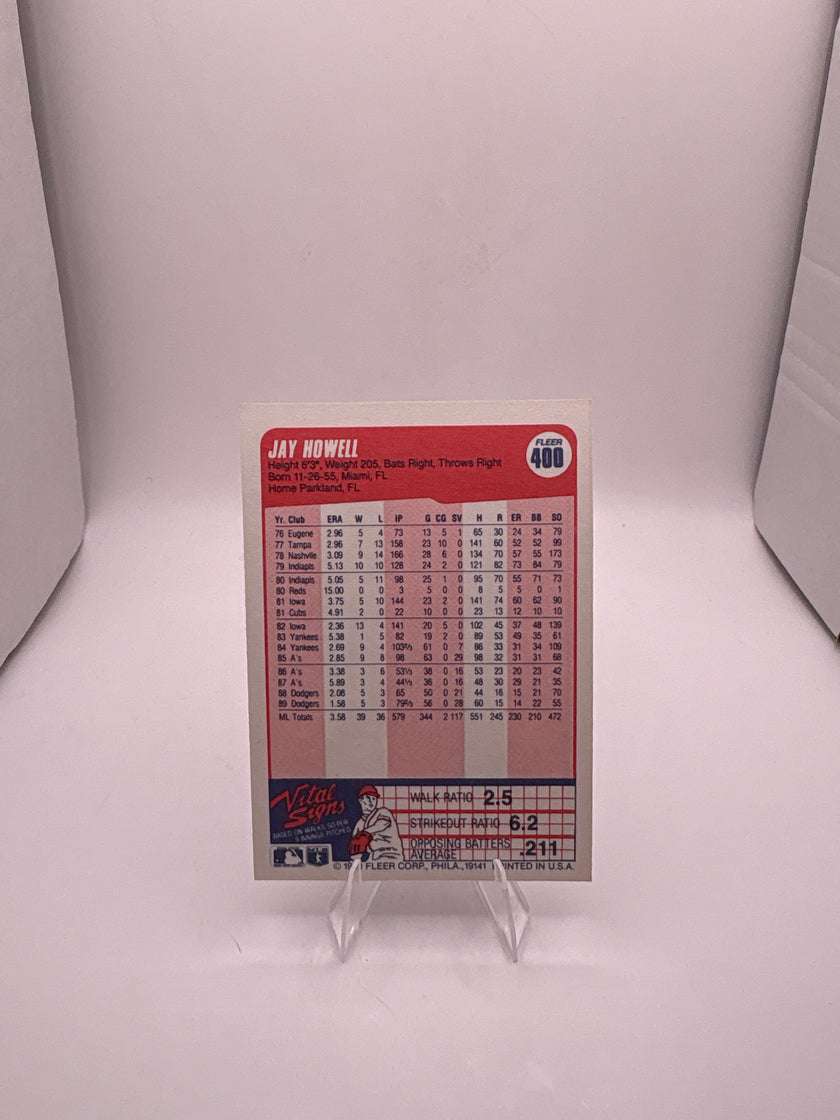 JAY HOWELL
FLEER
400
Height 6'3", Weight 205, Bats Right, Throws Right
Born 11-26-55, Miami, FL
Home Parkland, FL
Yr. Club ERA W L IP G CG SV H R ER BB SO
76 Eugene 2.96 5 4 73 13 5 1 65 30 24 34 79
77 Tampa 2.96 7 13 158 23 10 0 141 60 52 52 99
78 Nashvlle 3.09 9 14 166 28 6 0 134 70 57 55 173
79 Indiapls 5.13 10 10 128 24 2 0 121 82 73 84 79
80 Indiapls 5.05 5 11 98 25 1 0 95 70 55 71 73
80 Reds 15.00 0 0 3 5 0 0 8 5 5 0 1
81 Iowa 3.75 5 10 144 23 2 0 141 74 60 62 90
81 Cubs 4.91 2 0 22 10 0 0 23 13 12 10 10
82 Iowa 2.36 13 4 141 20 5 0 102 45 37 48 139
83 Yankees 5.38 1 5 82 19 2 0 89 53 49 35 61
84 Yankees 2.69 9 4 103⅔ 61 0 7 86 33 31 34 109
85 A's 2.85 9 8 98 63 0 29 98 32 31 31 68
86 A's 3.38 3 6 53⅓ 38 0 16 53 23 20 23 42
87 A's 5.89 3 4 44⅓ 36 0 16 48 30 29 21 35
88 Dodgers 2.08 5 3 65 50 0 21 44 16 15 21 70
89 Dodgers 1.58 5 3 79⅔ 56 0 28 60 15 14 22 55
ML Totals 3.58 39 36 579 344 2 117 551 245 230 210 472
Vital Signs
BASED ON WALKS, SO PER
9 INNINGS PITCHED
WALK RATIO 2.5
STRIKEOUT RATIO 6.2
OPPOSING BATTERS
AVERAGE .211
FLEER CORP., PHILA., 19141 PRINTED IN U.S.A.